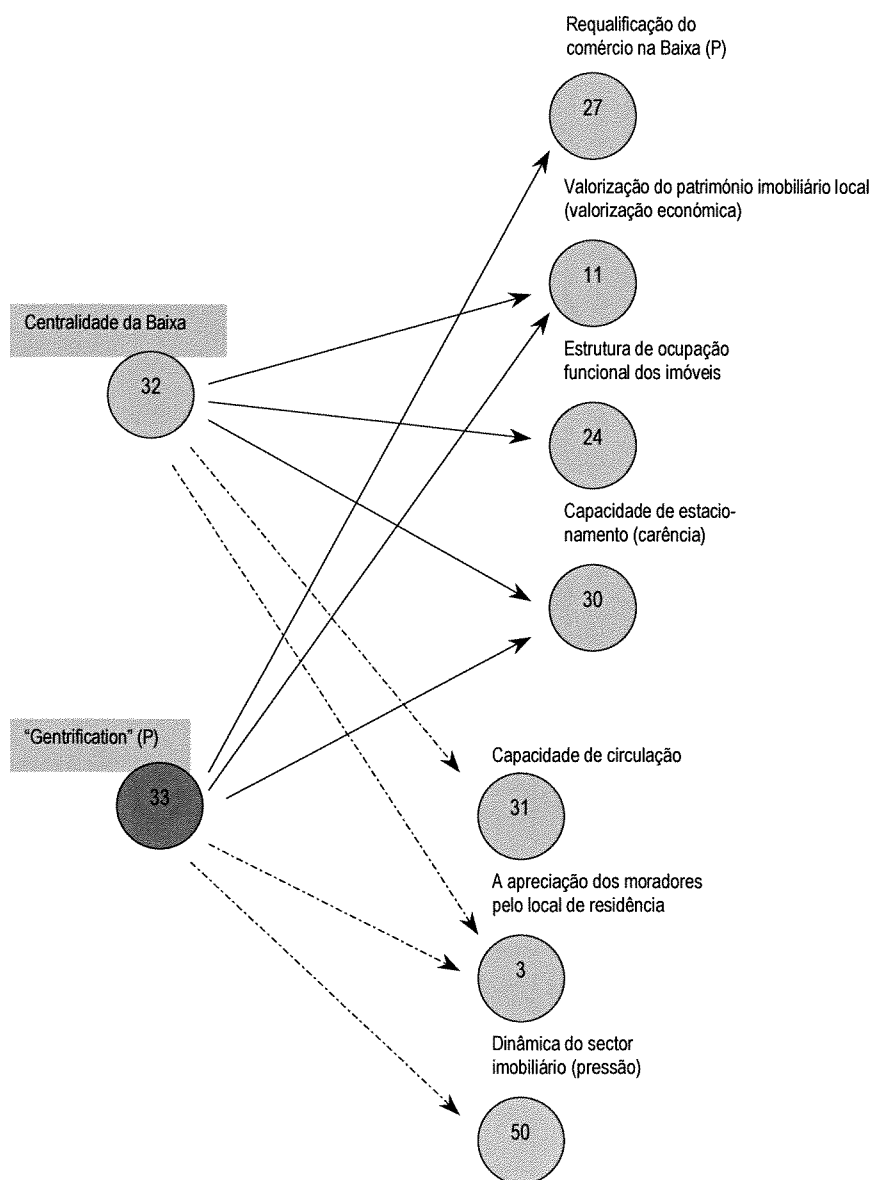 Requalificação do
comércio na Baixa (P)
27
Valorização do património imobiliário local
(valorização económica)
11
Centralidade da Baixa
32
Estrutura de ocupação
funcional dos imóveis
24
Capacidade de estacio-
namento (carência)
30
"Gentrification" (P)
33
Capacidade de circulação
31
A apreciação dos moradores
pelo local de residência
3
Dinâmica do sector
imobiliário (pressão)
50